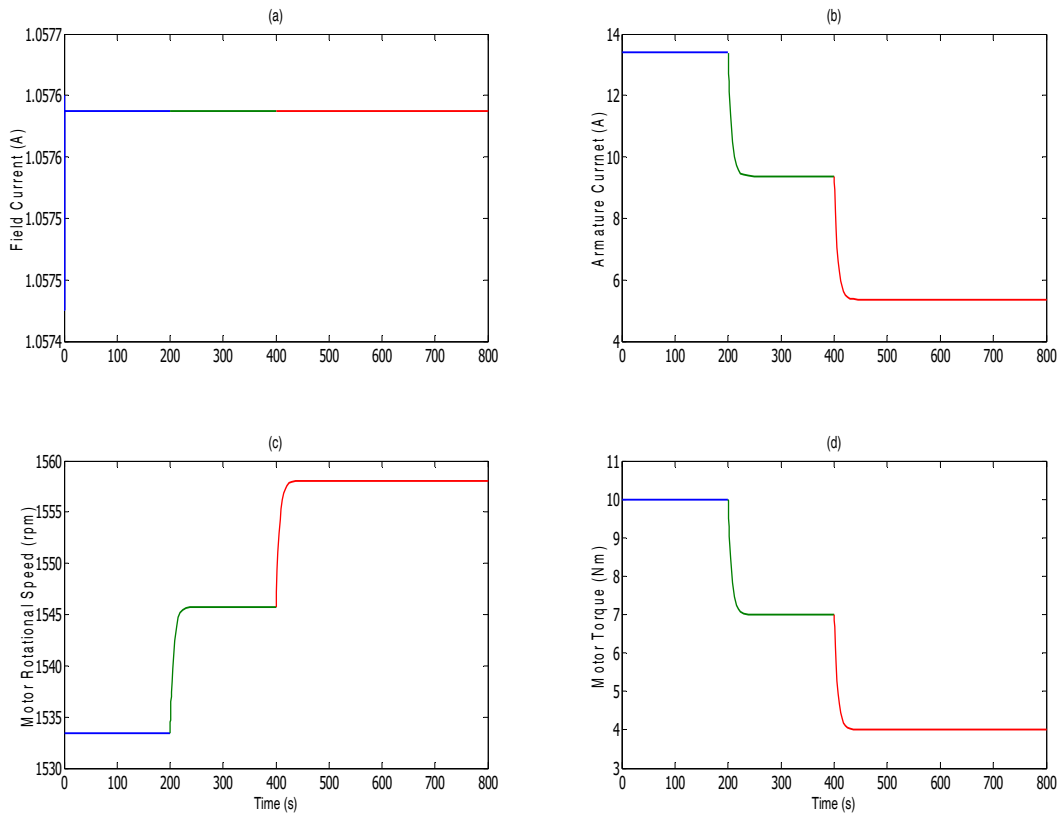 (a)
Field Current (A)
1.0577
1.0576
1.0576
1.0575
1.0575
1.0574
0 100 200 300 400 500 600 700 800
(b)
Armature Currnet (A)
14
12
10
8
6
4
0 100 200 300 400 500 600 700 800
(c)
Motor Rotational Speed (rpm)
1560
1555
1550
1545
1540
1535
1530
0 100 200 300 400 500 600 700 800
Time (s)
(d)
Motor Torque (Nm)
11
10
9
8
7
6
5
4
3
0 100 200 300 400 500 600 700 800
Time (s)